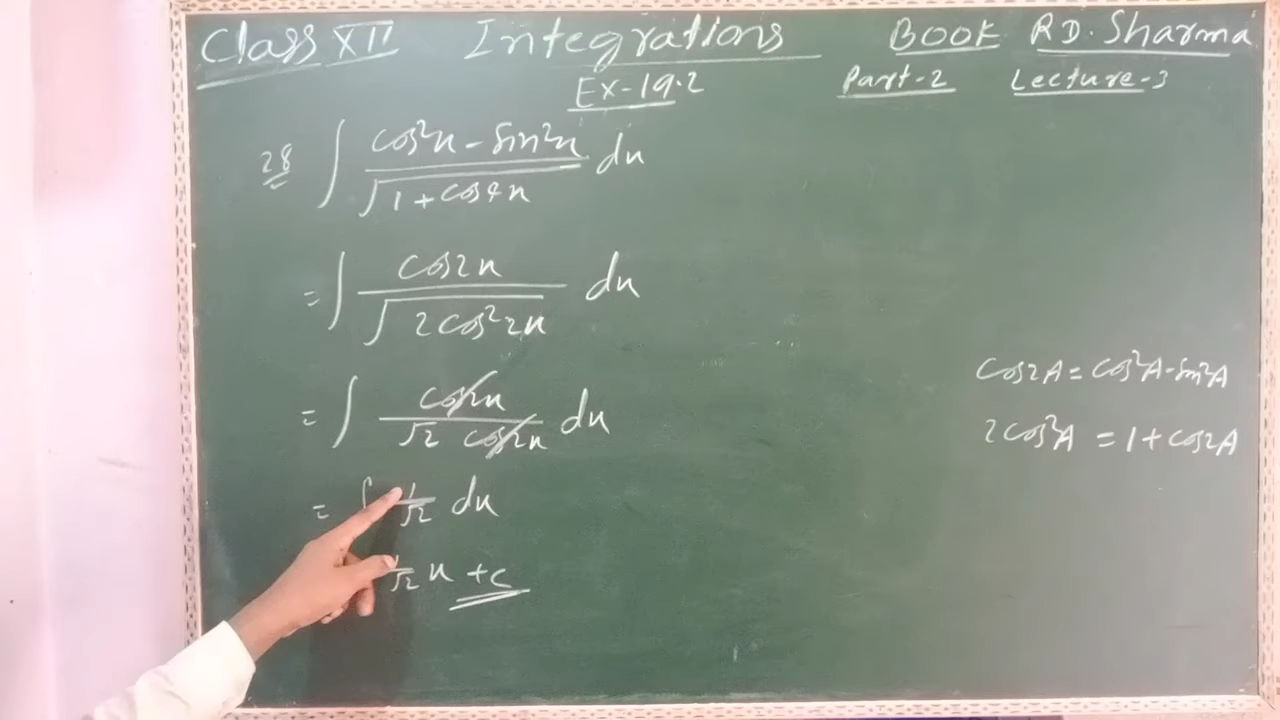 Class XII Integrations Book RD. Sharma
Ex-19.2 Part-2 Lecture-3
28 ∫ (cos²x - sin²x)/√(1 + cos4x) dx
= ∫ cos2x/√(2cos²2x) dx
= ∫ cos2x/(√2 cos2x) dx
= ∫ 1/√2 dx
1/√2 x + c
cos2A = cos²A - sin²A
2cos²A = 1 + cos2A